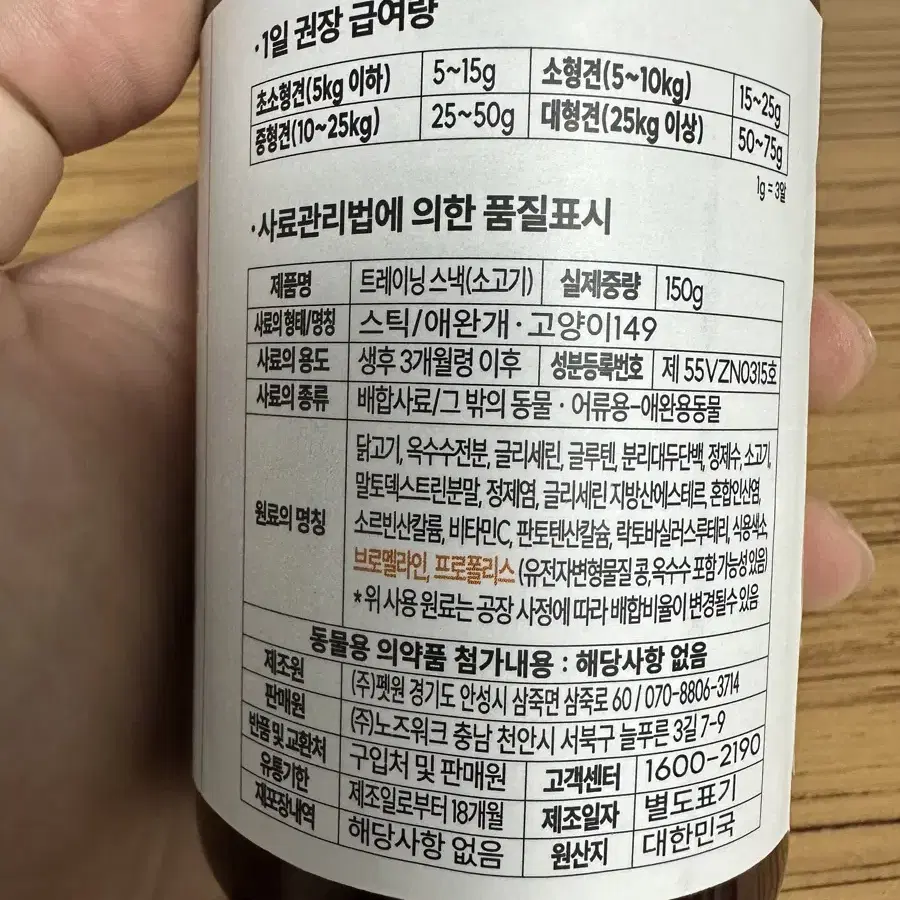 ·1일 권장 급여량
초소형견(5kg 이하) 5~15g 소형견(5~10kg) 15~25g
중형견(10~25kg) 25~50g 대형견(25kg 이상) 50~75g
1g = 3알
·사료관리법에 의한 품질표시
제품명 트레이닝 스낵(소고기) 실제중량 150g
사료의 형태/명칭 스틱/애완개·고양이149
사료의 용도 생후 3개월령 이후 성분등록번호 제 55VZN0315호
사료의 종류 배합사료/그 밖의 동물·어류용-애완용동물
원료의 명칭
닭고기, 옥수수전분, 글리세린, 글루텐, 분리대두단백, 정제수, 소고기,
말토덱스트린분말, 정제염, 글리세린 지방산에스테르, 혼합인산염,
소르빈산칼륨, 비타민C, 판토텐산칼슘, 락토바실러스루테리, 식용색소,
브로멜라인, 프로폴리스 (유전자변형물질 콩,옥수수 포함 가능성 있음)
*위 사용 원료는 공장 사정에 따라 배합비율이 변경될수 있음
동물용 의약품 첨가내용 : 해당사항 없음
제조원 (주)펫원 경기도 안성시 삼죽면 삼죽로 60 / 070-8806-3714
판매원 (주)노즈워크 충남 천안시 서북구 늘푸른 3길 7-9
반품 및 교환처 구입처 및 판매원 고객센터 1600-2190
유통기한 제조일로부터 18개월 제조일자 별도표기
재포장내역 해당사항 없음 원산지 대한민국